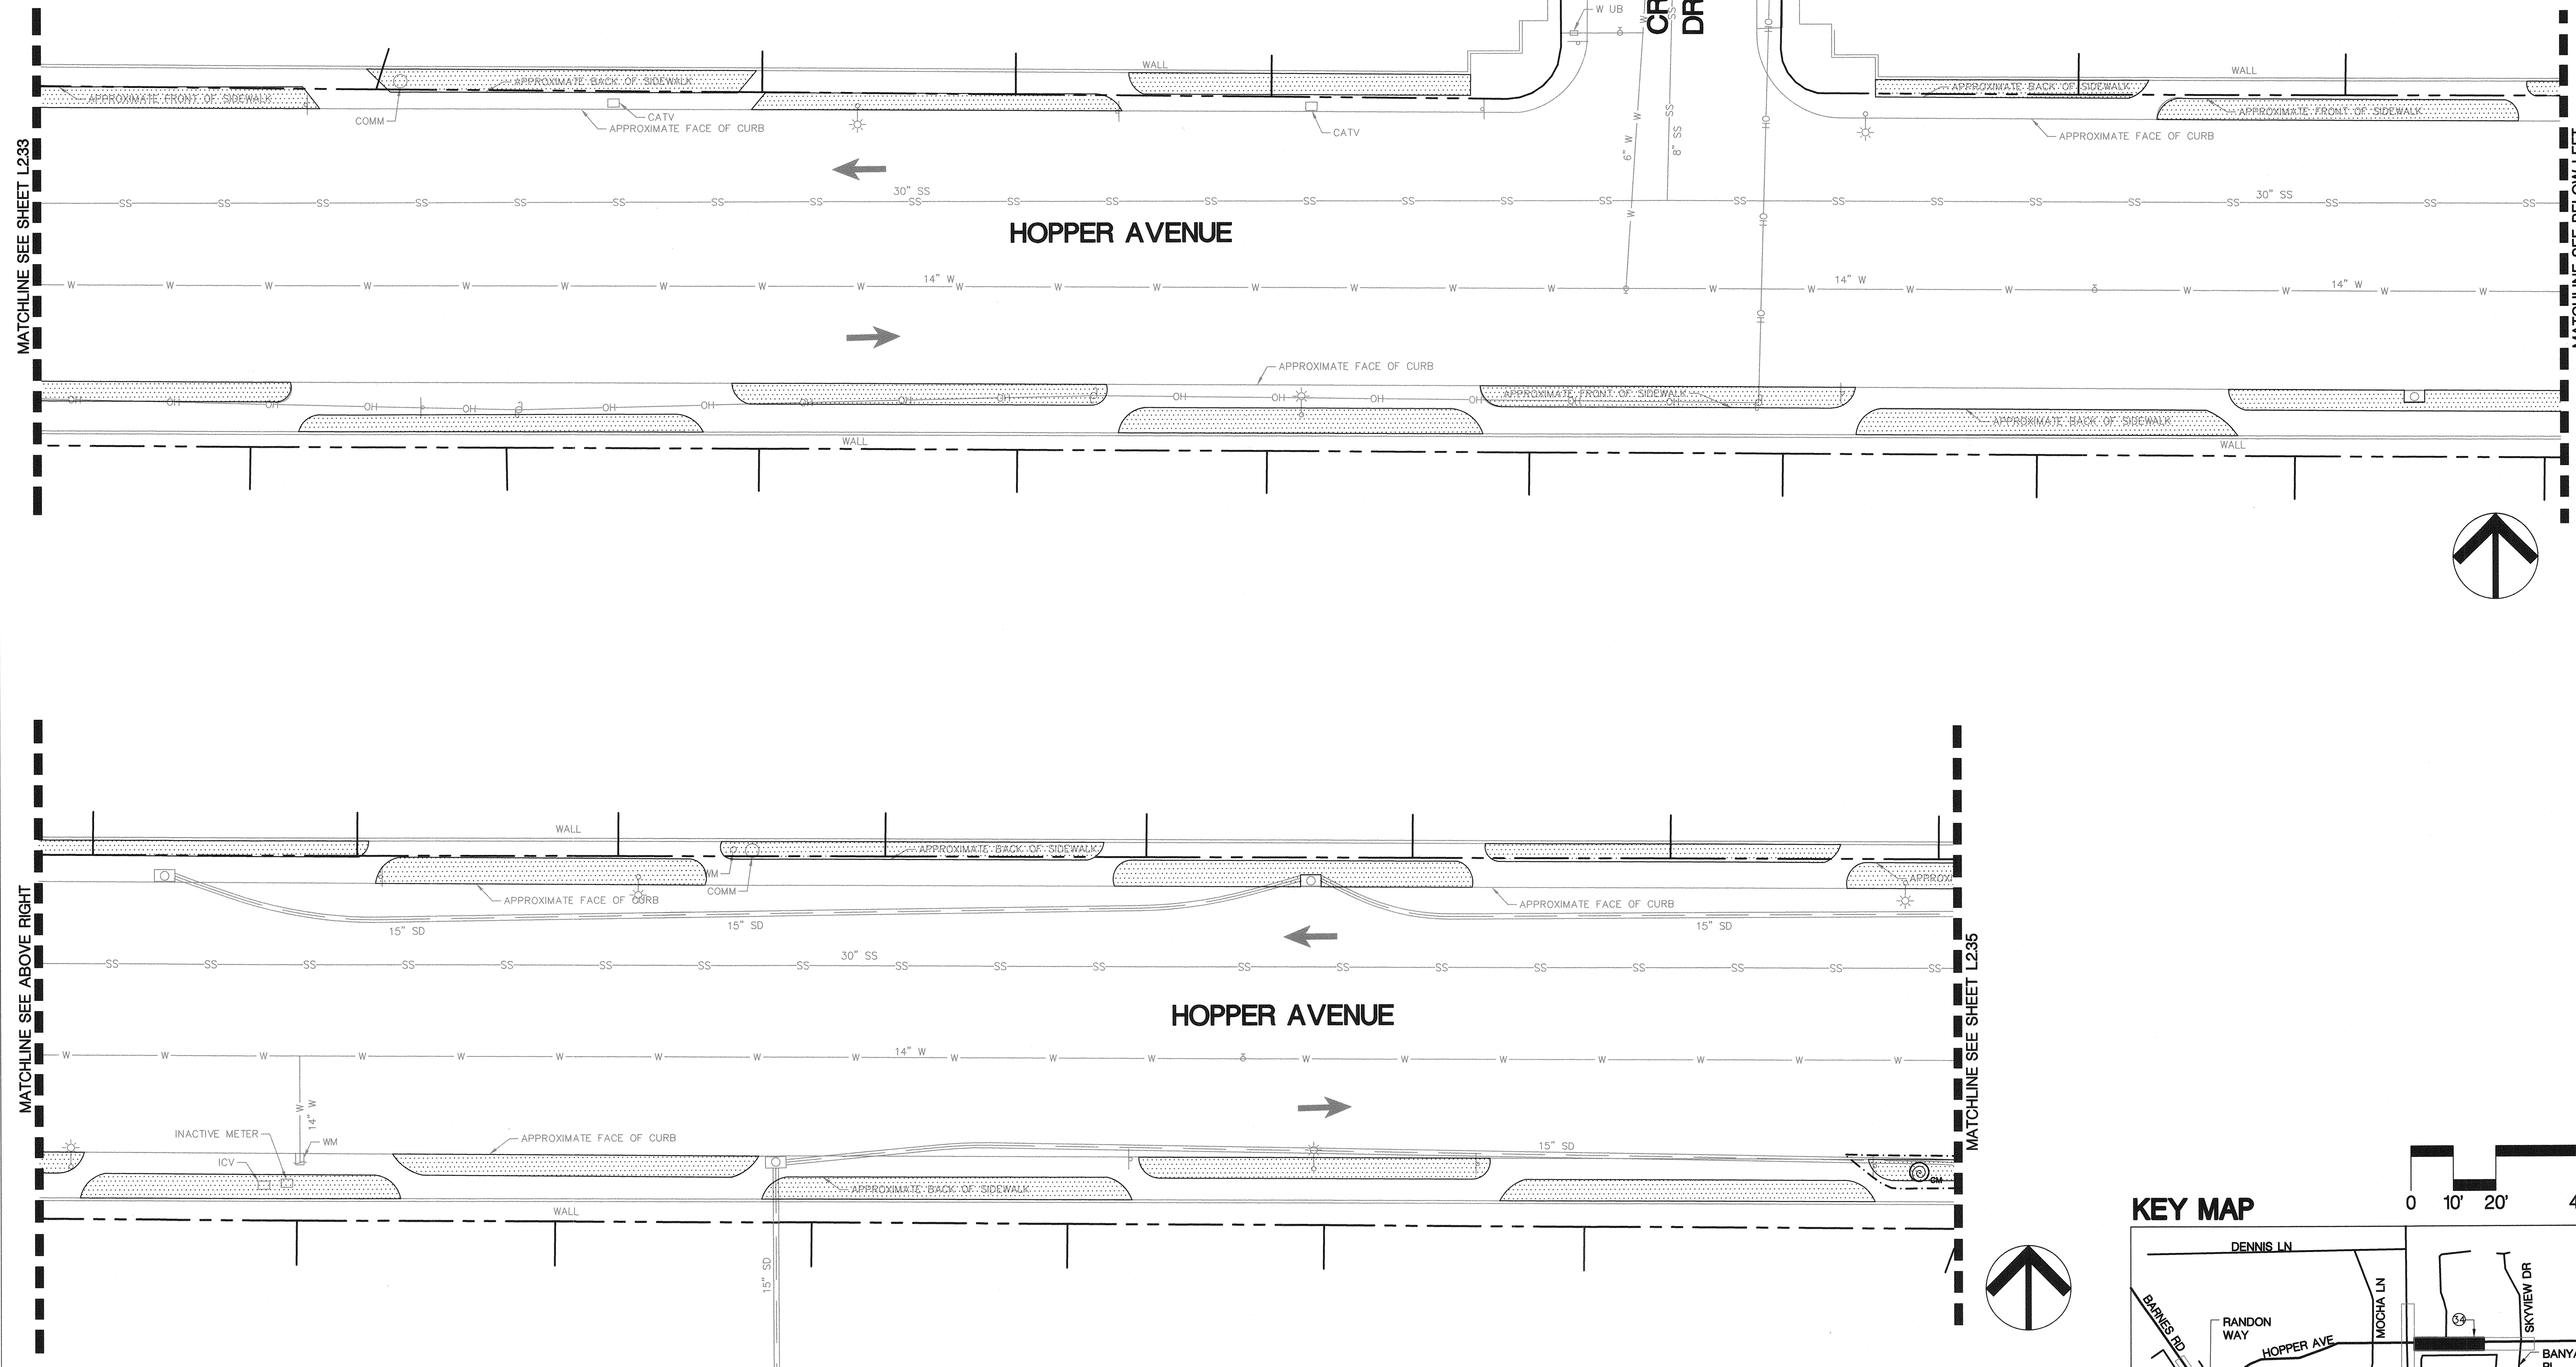 W UB
CR
DR
WALL
WALL
APPROXIMATE BACK OF SIDEWALK
APPROXIMATE BACK OF SIDEWALK
APPROXIMATE FRONT OF SIDEWALK
APPROXIMATE FRONT OF SIDEWALK
COMM
CATV
APPROXIMATE FACE OF CURB
CATV
APPROXIMATE FACE OF CURB
6" W
8" SS
MATCHLINE SEE SHEET L233
30" SS
30" SS
HOPPER AVENUE
14" W
14" W
14" W
APPROXIMATE FACE OF CURB
APPROXIMATE FRONT OF SIDEWALK
APPROXIMATE BACK OF SIDEWALK
WALL
WALL
WALL
APPROXIMATE BACK OF SIDEWALK
WM
COMM
APPROXIMATE FACE OF CURB
APPROXIMATE FACE OF CURB
APPROXI
15" SD
15" SD
15" SD
MATCHLINE SEE ABOVE RIGHT
30" SS
HOPPER AVENUE
MATCHLINE SEE SHEET L235
14" W
14" W
INACTIVE METER
WM
ICV
APPROXIMATE FACE OF CURB
15" SD
APPROXIMATE BACK OF SIDEWALK
GM
WALL
15" SD
0 10' 20' 4
KEY MAP
DENNIS LN
BARNES RD
RANDON
WAY
HOPPER AVE
MOCHA LN
34
SKYVIEW DR
BANYA